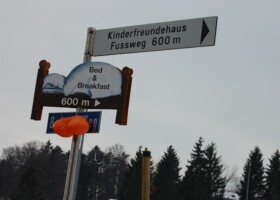 Kinderfreundehaus
Fussweg 600 m
Bed
&
Breakfast
600 m